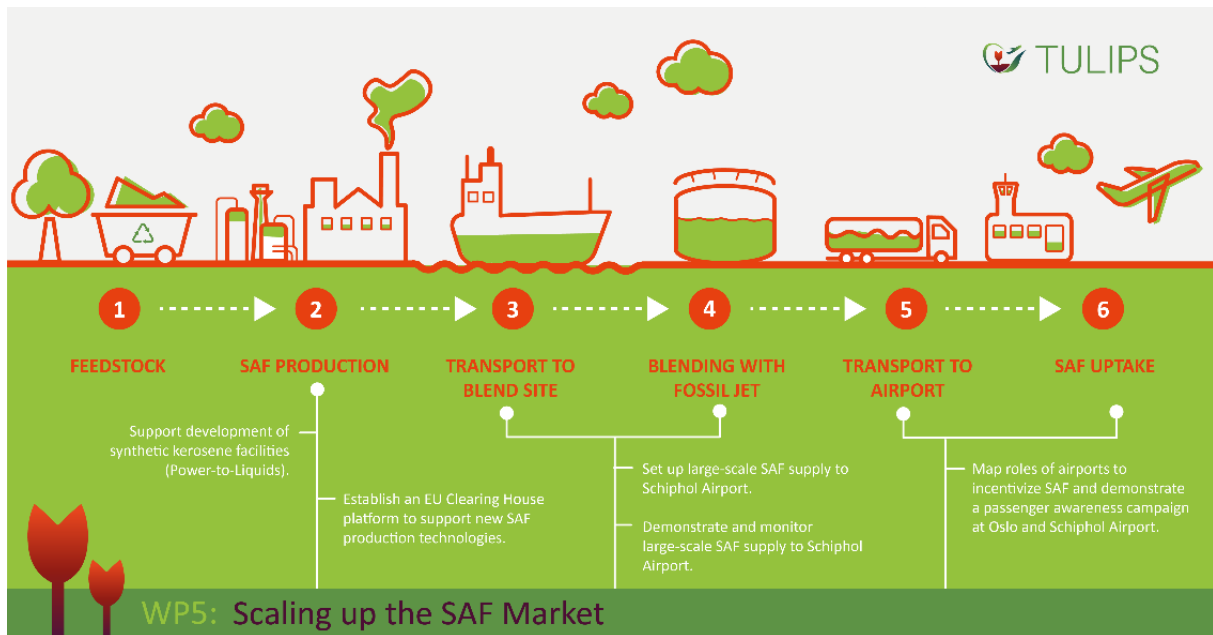 TULIPS
1
2
3
4
5
6
FEEDSTOCK
SAF PRODUCTION
TRANSPORT TO
BLEND SITE
BLENDING WITH
FOSSIL JET
TRANSPORT TO
AIRPORT
SAF UPTAKE
Support development of
synthetic kerosene facilities
(Power-to-Liquids).
Establish an EU Clearing House
platform to support new SAF
production technologies.
Set up large-scale SAF supply to
Schiphol Airport.
Demonstrate and monitor
large-scale SAF supply to Schiphol
Airport.
Map roles of airports to
incentivize SAF and demonstrate
a passenger awareness campaign
at Oslo and Schiphol Airport.
WP5: Scaling up the SAF Market